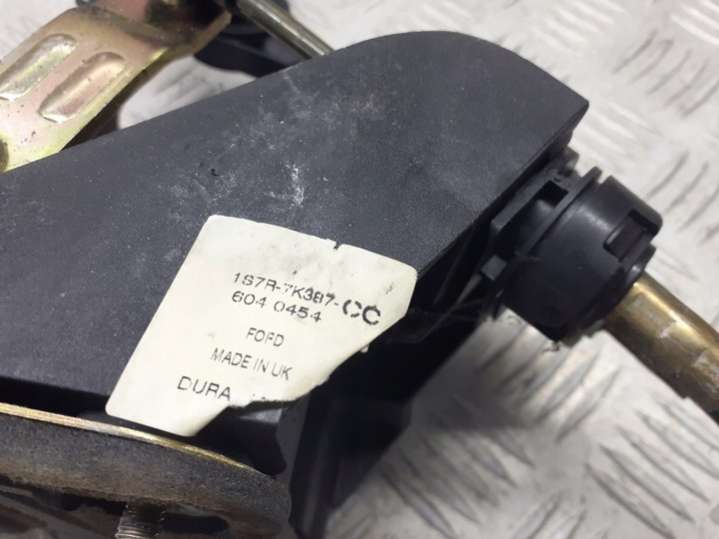 1S7R-7K387-CC
604 0454
FORD
MADE IN UK
DURA